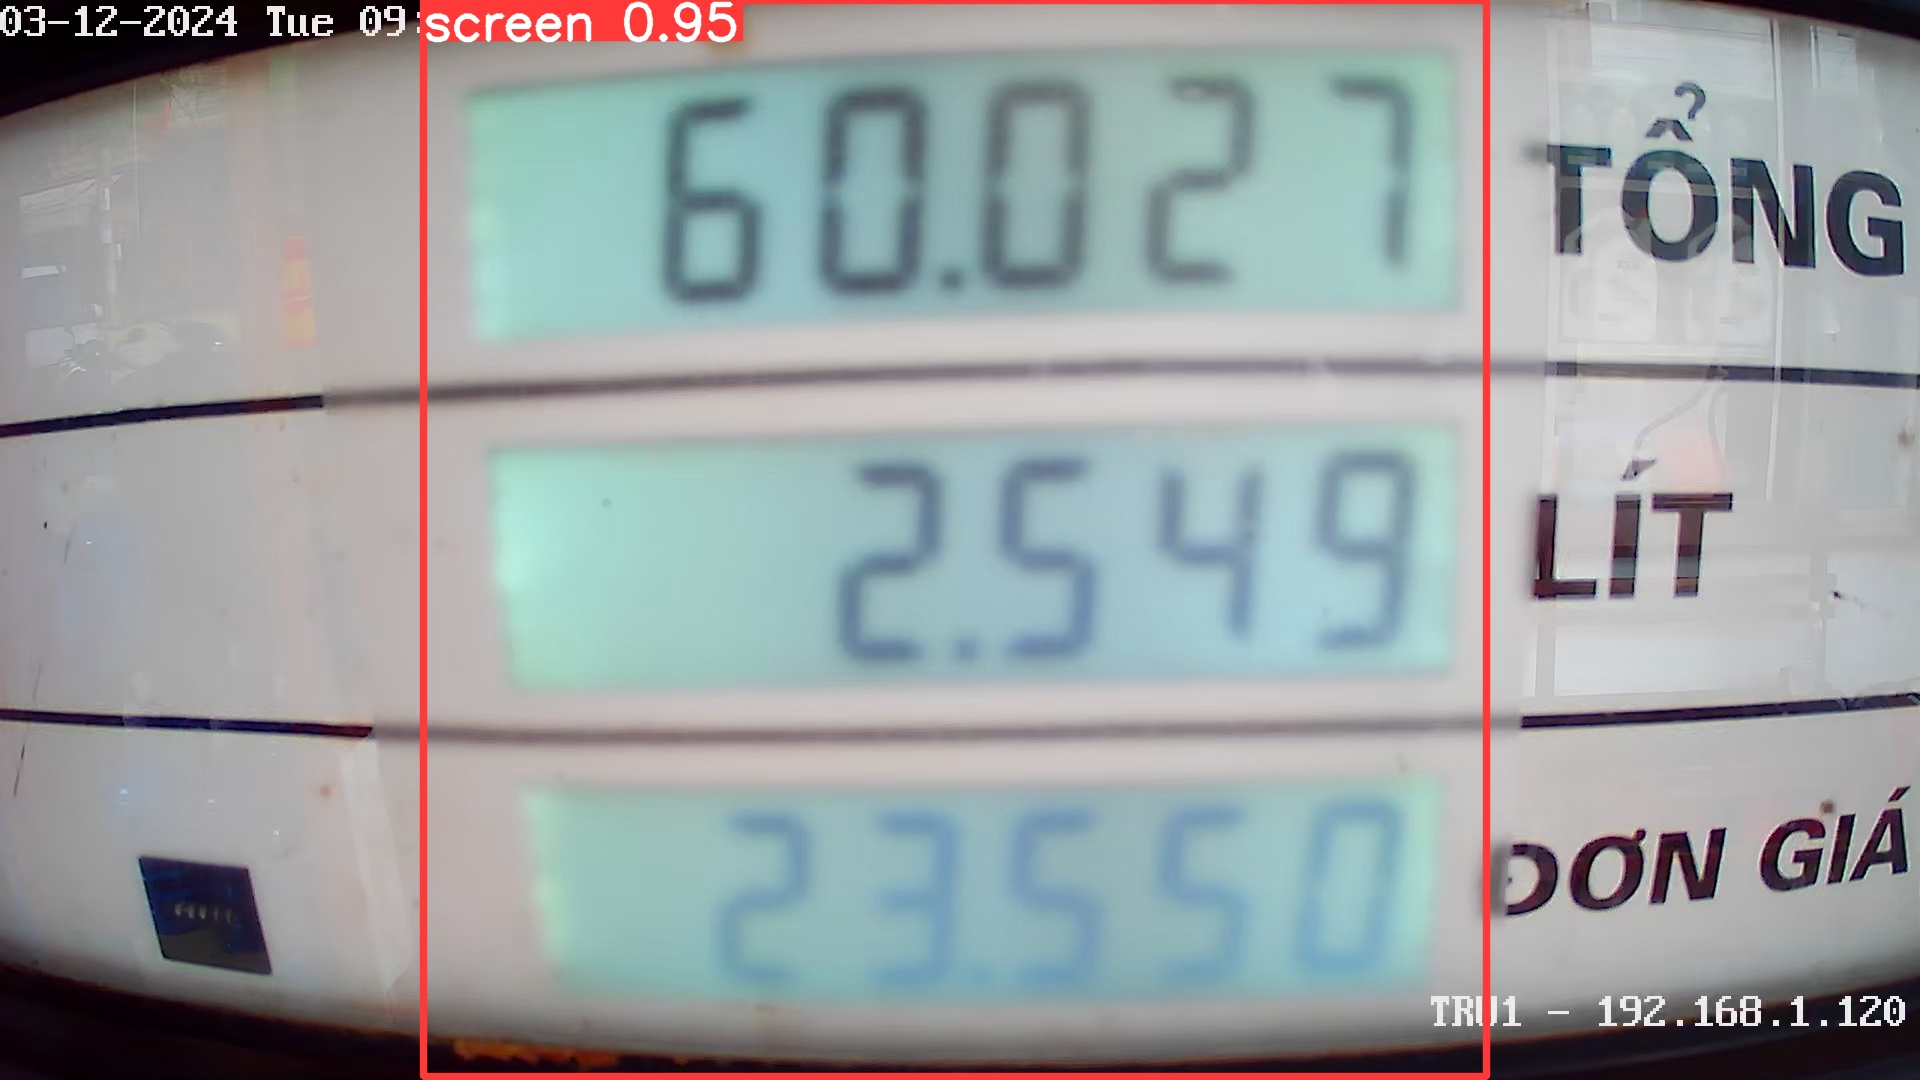 03-12-2024 Tue 09:
screen 0.95
60.027
TỔNG
2.549
LÍT
23.550
ĐƠN GIÁ
TRU1 - 192.168.1.120